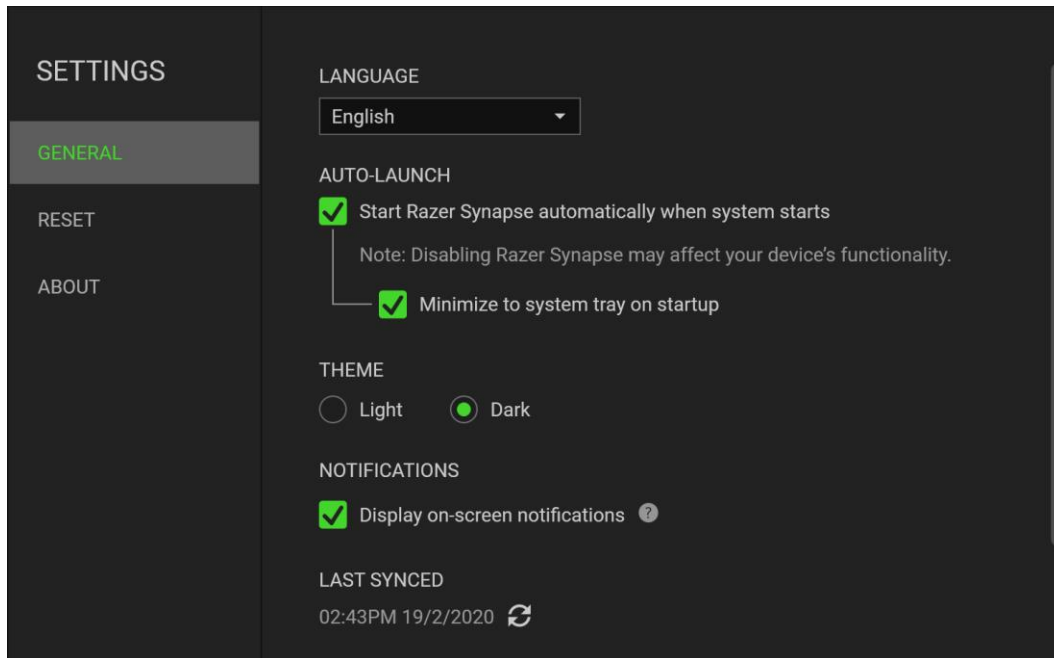 SETTINGS
GENERAL
RESET
ABOUT
LANGUAGE
English
AUTO-LAUNCH
Start Razer Synapse automatically when system starts
Note: Disabling Razer Synapse may affect your device’s functionality.
Minimize to system tray on startup
THEME
Light
Dark
NOTIFICATIONS
Display on-screen notifications ?
LAST SYNCED
02:43PM 19/2/2020